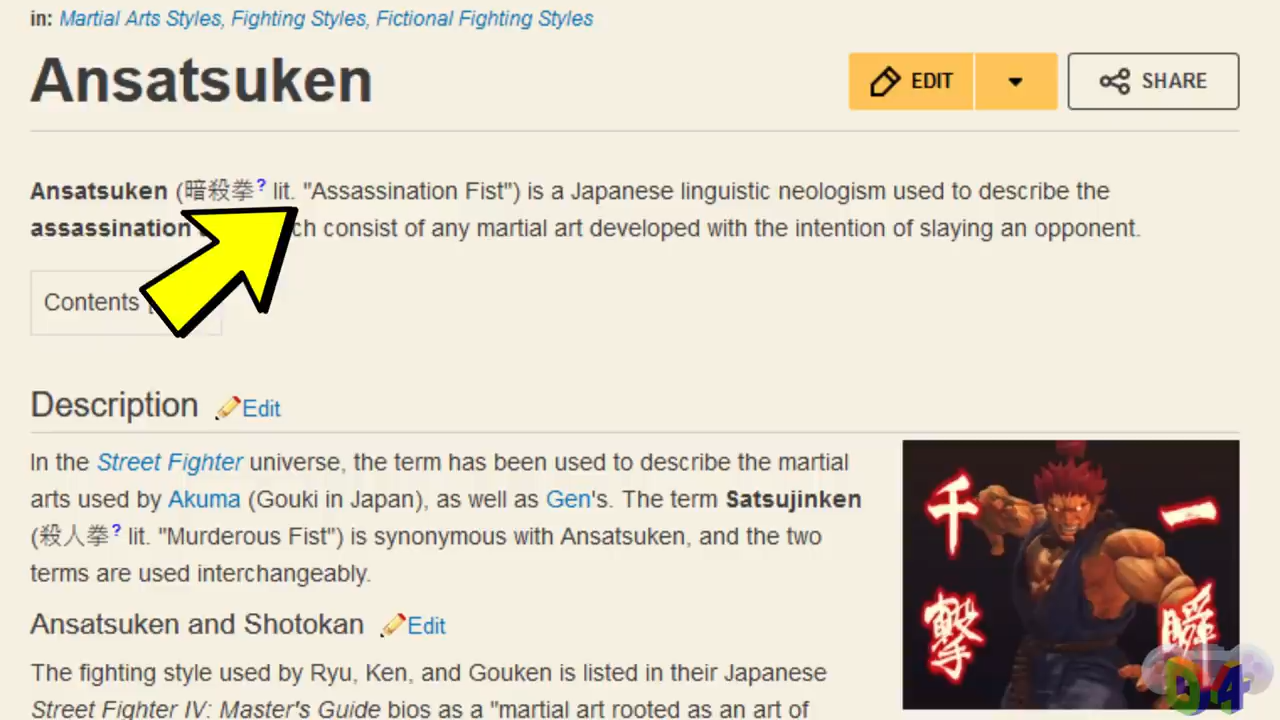 in: Martial Arts Styles, Fighting Styles, Fictional Fighting Styles
Ansatsuken
EDIT
SHARE
Ansatsuken (暗殺拳? lit. "Assassination Fist") is a Japanese linguistic neologism used to describe the
assassination ch consist of any martial art developed with the intention of slaying an opponent.
Contents
Description Edit
In the Street Fighter universe, the term has been used to describe the martial
arts used by Akuma (Gouki in Japan), as well as Gen's. The term Satsujinken
(殺人拳? lit. "Murderous Fist") is synonymous with Ansatsuken, and the two
terms are used interchangeably.
Ansatsuken and Shotokan Edit
The fighting style used by Ryu, Ken, and Gouken is listed in their Japanese
Street Fighter IV: Master's Guide bios as a "martial art rooted as an art of
一瞬
千撃
D4